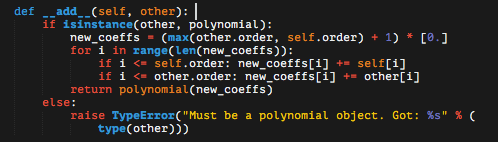 def __add__(self, other):
    if isinstance(other, polynomial):
        new_coeffs = (max(other.order, self.order) + 1) * [0.]
        for i in range(len(new_coeffs)):
            if i <= self.order: new_coeffs[i] += self[i]
            if i <= other.order: new_coeffs[i] += other[i]
        return polynomial(new_coeffs)
    else:
        raise TypeError("Must be a polynomial object. Got: %s" % (
            type(other)))